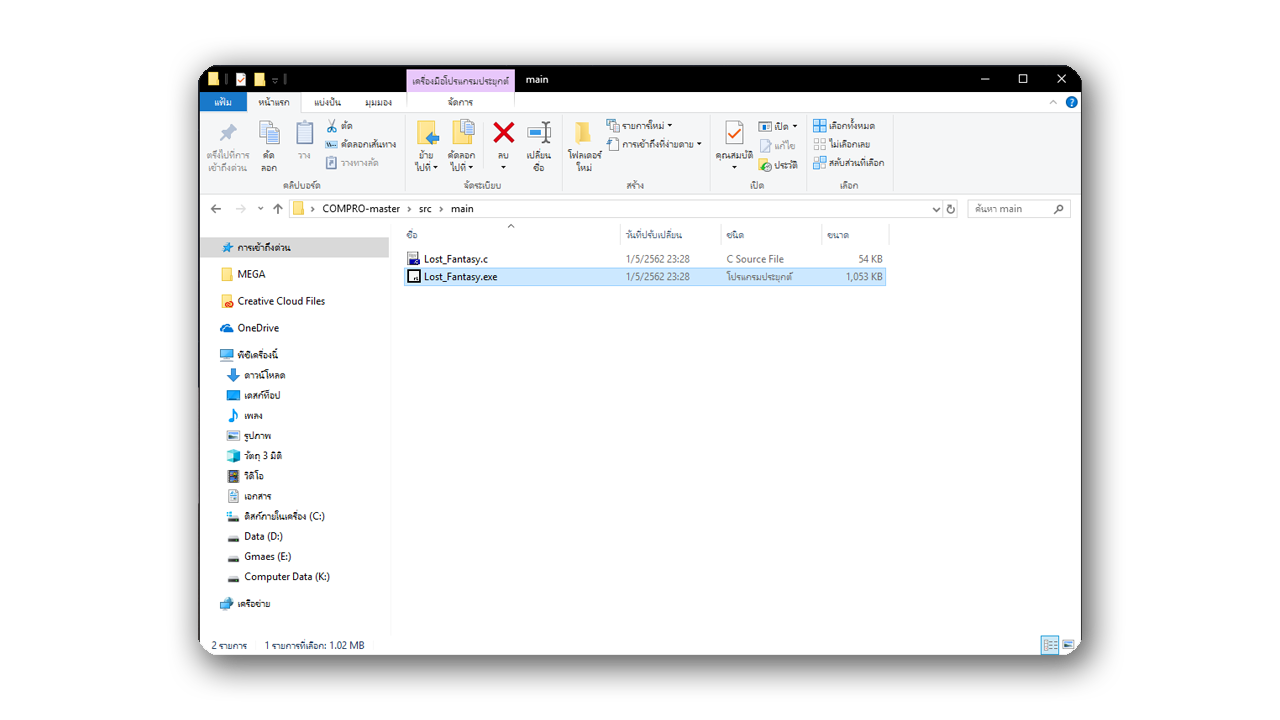 เครื่องมือโปรแกรมประยุกต์ main
แฟ้ม หน้าแรก แบ่งปัน มุมมอง จัดการ
ตรึงไปที่การเข้าถึงด่วน
คัดลอก
วาง
ตัด
คัดลอกเส้นทาง
วางทางลัด
คลิปบอร์ด
ย้ายไปที่
คัดลอกไปที่
ลบ
เปลี่ยนชื่อ
จัดระเบียบ
โฟลเดอร์ใหม่
รายการใหม่
การเข้าถึงที่ง่ายดาย
สร้าง
คุณสมบัติ
เปิด
แก้ไข
ประวัติ
เปิด
เลือกทั้งหมด
ไม่เลือกเลย
สลับส่วนที่เลือก
เลือก
COMPRO-master > src > main
ค้นหา main
ชื่อ วันที่ปรับเปลี่ยน ชนิด ขนาด
Lost_Fantasy.c 1/5/2562 23:28 C Source File 54 KB
Lost_Fantasy.exe 1/5/2562 23:28 โปรแกรมประยุกต์ 1,053 KB
การเข้าถึงด่วน
MEGA
Creative Cloud Files
OneDrive
พีซีเครื่องนี้
ดาวน์โหลด
เดสก์ท็อป
เพลง
รูปภาพ
วัตถุ 3 มิติ
วิดีโอ
เอกสาร
ดิสก์ภายในเครื่อง (C:)
Data (D:)
Gmaes (E:)
Computer Data (K:)
เครือข่าย
2 รายการ 1 รายการที่เลือก: 1.02 MB